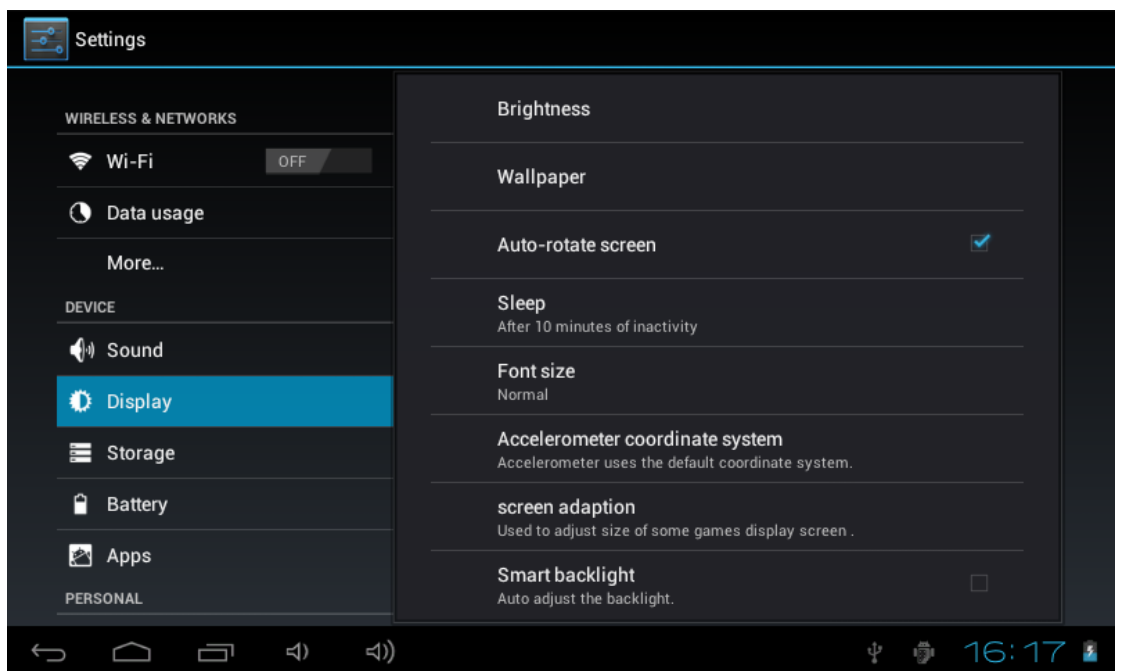 Settings
WIRELESS & NETWORKS
Wi-Fi
OFF
Data usage
More...
DEVICE
Sound
Display
Storage
Battery
Apps
PERSONAL
Brightness
Wallpaper
Auto-rotate screen
Sleep
After 10 minutes of inactivity
Font size
Normal
Accelerometer coordinate system
Accelerometer uses the default coordinate system.
screen adaption
Used to adjust size of some games display screen .
Smart backlight
Auto adjust the backlight.
16:17